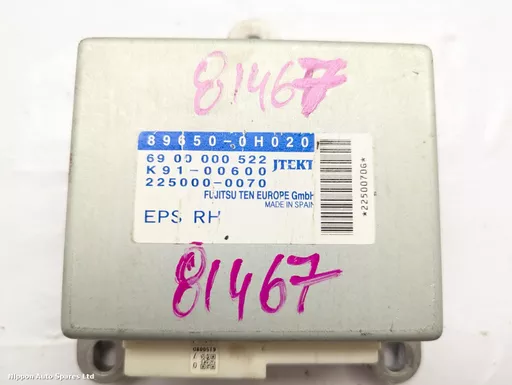 81467
89650-0H020
69 00 000 522
JTEKT
K91-00600
225000-0070
FUJITSU TEN EUROPE GmbH
MADE IN SPAIN
EPS RH
*22500706*
81467
Nippon Auto Spares Ltd